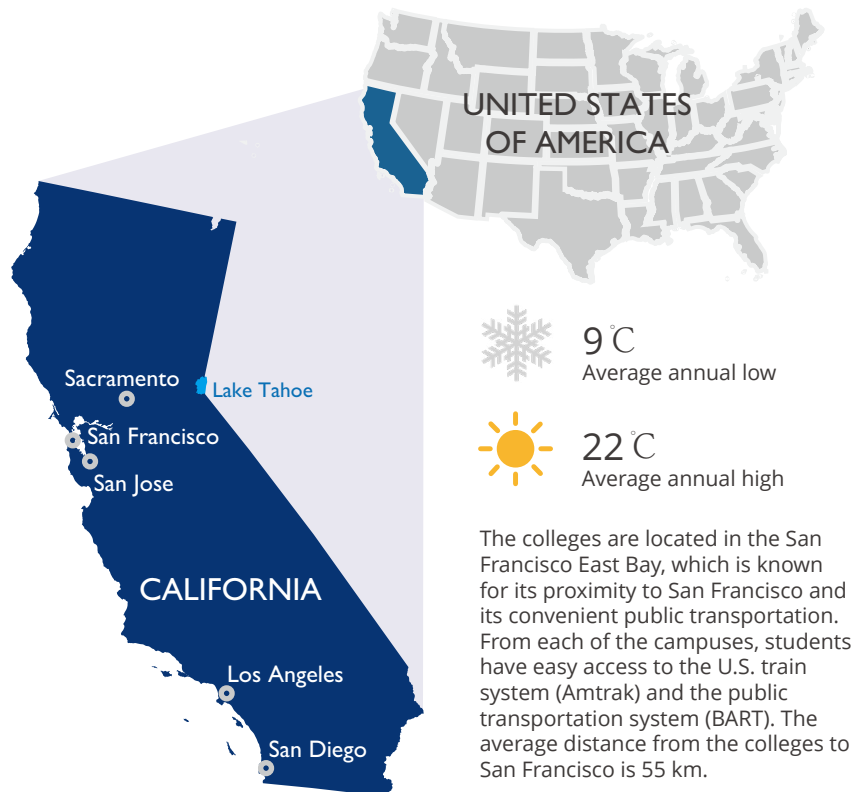 UNITED STATES
OF AMERICA
Sacramento
Lake Tahoe
San Francisco
San Jose
CALIFORNIA
Los Angeles
San Diego
9℃
Average annual low
22℃
Average annual high
The colleges are located in the San
Francisco East Bay, which is known
for its proximity to San Francisco and
its convenient public transportation.
From each of the campuses, students
have easy access to the U.S. train
system (Amtrak) and the public
transportation system (BART). The
average distance from the colleges to
San Francisco is 55 km.